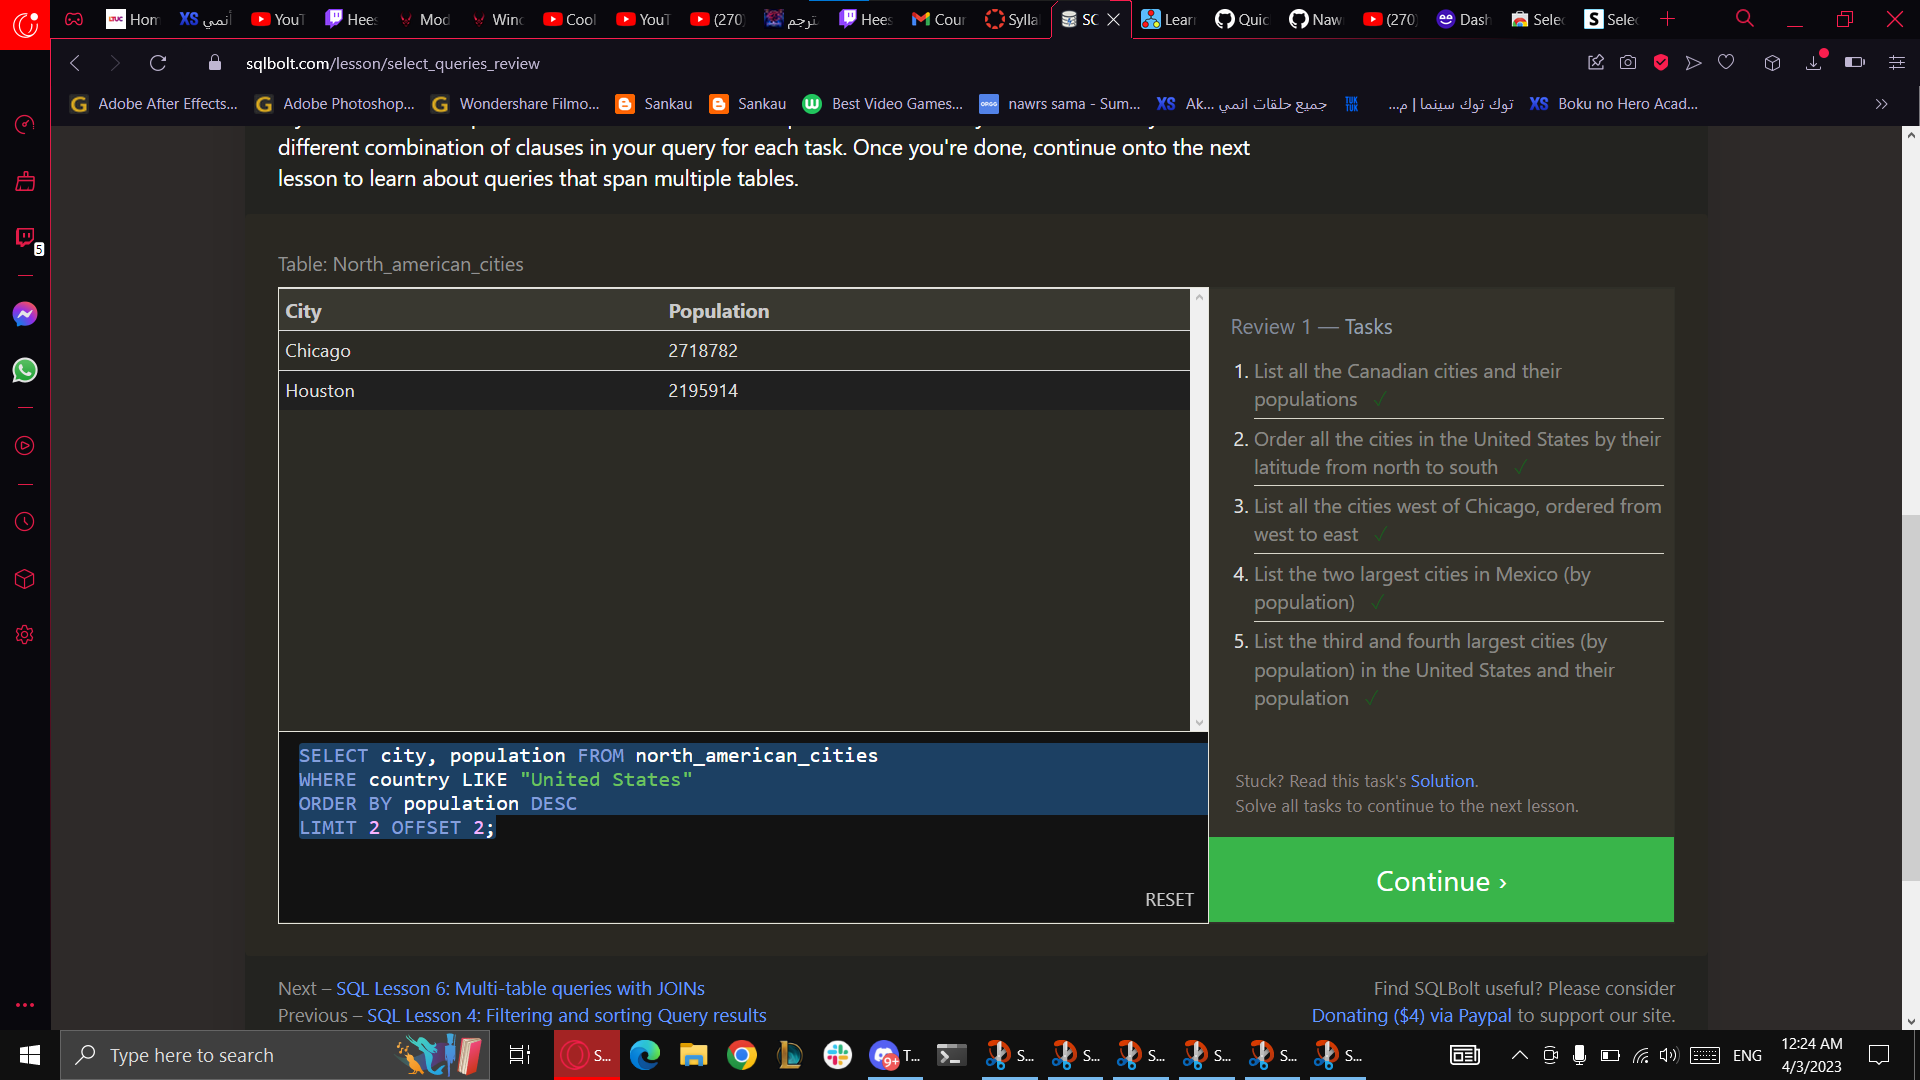 Hom
XS أنمي
YouT
Hees
Mod
Winc
Cool
YouT
(270)
مترجم
Hees
M Cour
Sylla
SC
Learr
Quic
Naw
(270)
Dash
Selec
S Selec
sqlbolt.com/lesson/select_queries_review
G Adobe After Effects...
G Adobe Photoshop...
G Wondershare Filmo...
Sankau
Sankau
Best Video Games...
OP.GG nawrs sama - Sum...
XS جميع حلقات انمي ...Ak
TUK TUK توك توك سينما | م...
XS Boku no Hero Acad...
different combination of clauses in your query for each task. Once you're done, continue onto the next
lesson to learn about queries that span multiple tables.
Table: North_american_cities
City Population
Chicago 2718782
Houston 2195914
Review 1 — Tasks
1. List all the Canadian cities and their
populations ✓
2. Order all the cities in the United States by their
latitude from north to south ✓
3. List all the cities west of Chicago, ordered from
west to east ✓
4. List the two largest cities in Mexico (by
population) ✓
5. List the third and fourth largest cities (by
population) in the United States and their
population ✓
SELECT city, population FROM north_american_cities
WHERE country LIKE "United States"
ORDER BY population DESC
LIMIT 2 OFFSET 2;
RESET
Stuck? Read this task's Solution.
Solve all tasks to continue to the next lesson.
Continue ›
Next – SQL Lesson 6: Multi-table queries with JOINs
Previous – SQL Lesson 4: Filtering and sorting Query results
Find SQLBolt useful? Please consider
Donating ($4) via Paypal to support our site.
5
Type here to search
S...
9+ T...
S...
S...
S...
S...
S...
S...
ENG
12:24 AM
4/3/2023